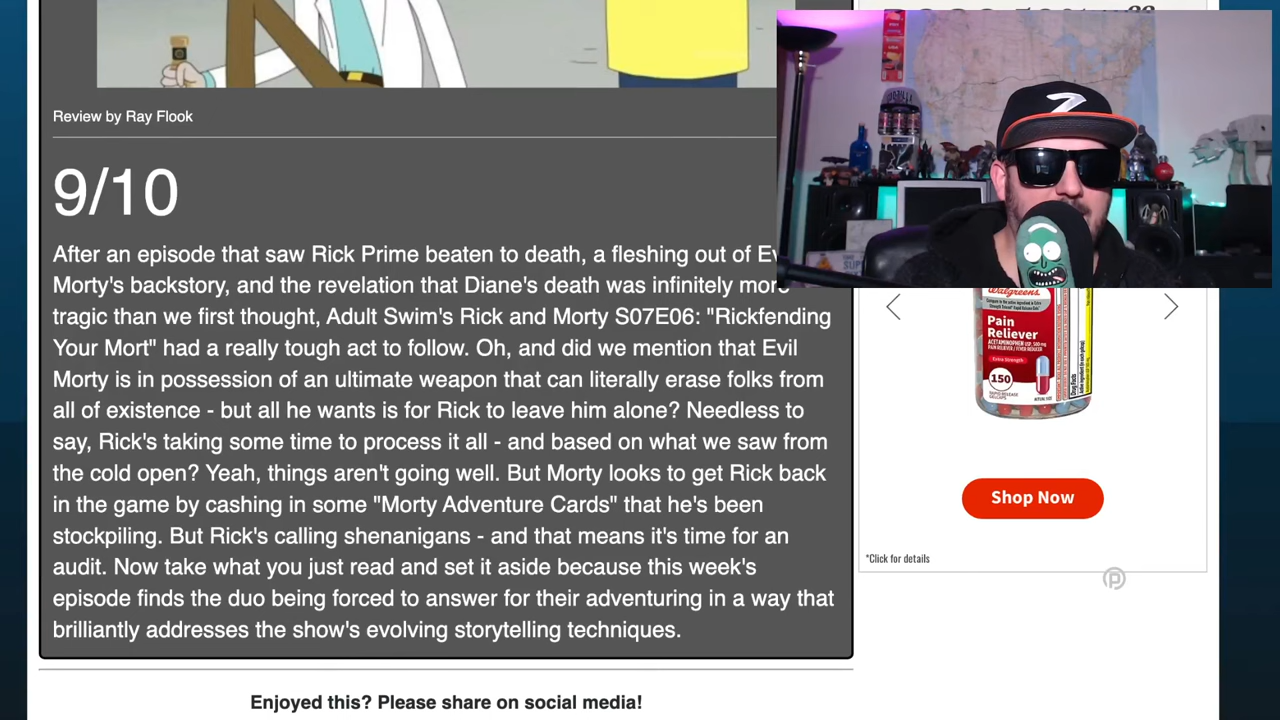 Review by Ray Flook
9/10
After an episode that saw Rick Prime beaten to death, a fleshing out of
Morty's backstory, and the revelation that Diane's death was infinitely more
tragic than we first thought, Adult Swim's Rick and Morty S07E06: "Rickfending
Your Mort" had a really tough act to follow. Oh, and did we mention that Evil
Morty is in possession of an ultimate weapon that can literally erase folks from
all of existence - but all he wants is for Rick to leave him alone? Needless to
say, Rick's taking some time to process it all - and based on what we saw from
the cold open? Yeah, things aren't going well. But Morty looks to get Rick back
in the game by cashing in some "Morty Adventure Cards" that he's been
stockpiling. But Rick's calling shenanigans - and that means it's time for an
audit. Now take what you just read and set it aside because this week's
episode finds the duo being forced to answer for their adventuring in a way that
brilliantly addresses the show's evolving storytelling techniques.
Enjoyed this? Please share on social media!
Walgreens
Pain
Reliever
ACETAMINOPHEN
Extra Strength
150
Shop Now
*Click for details